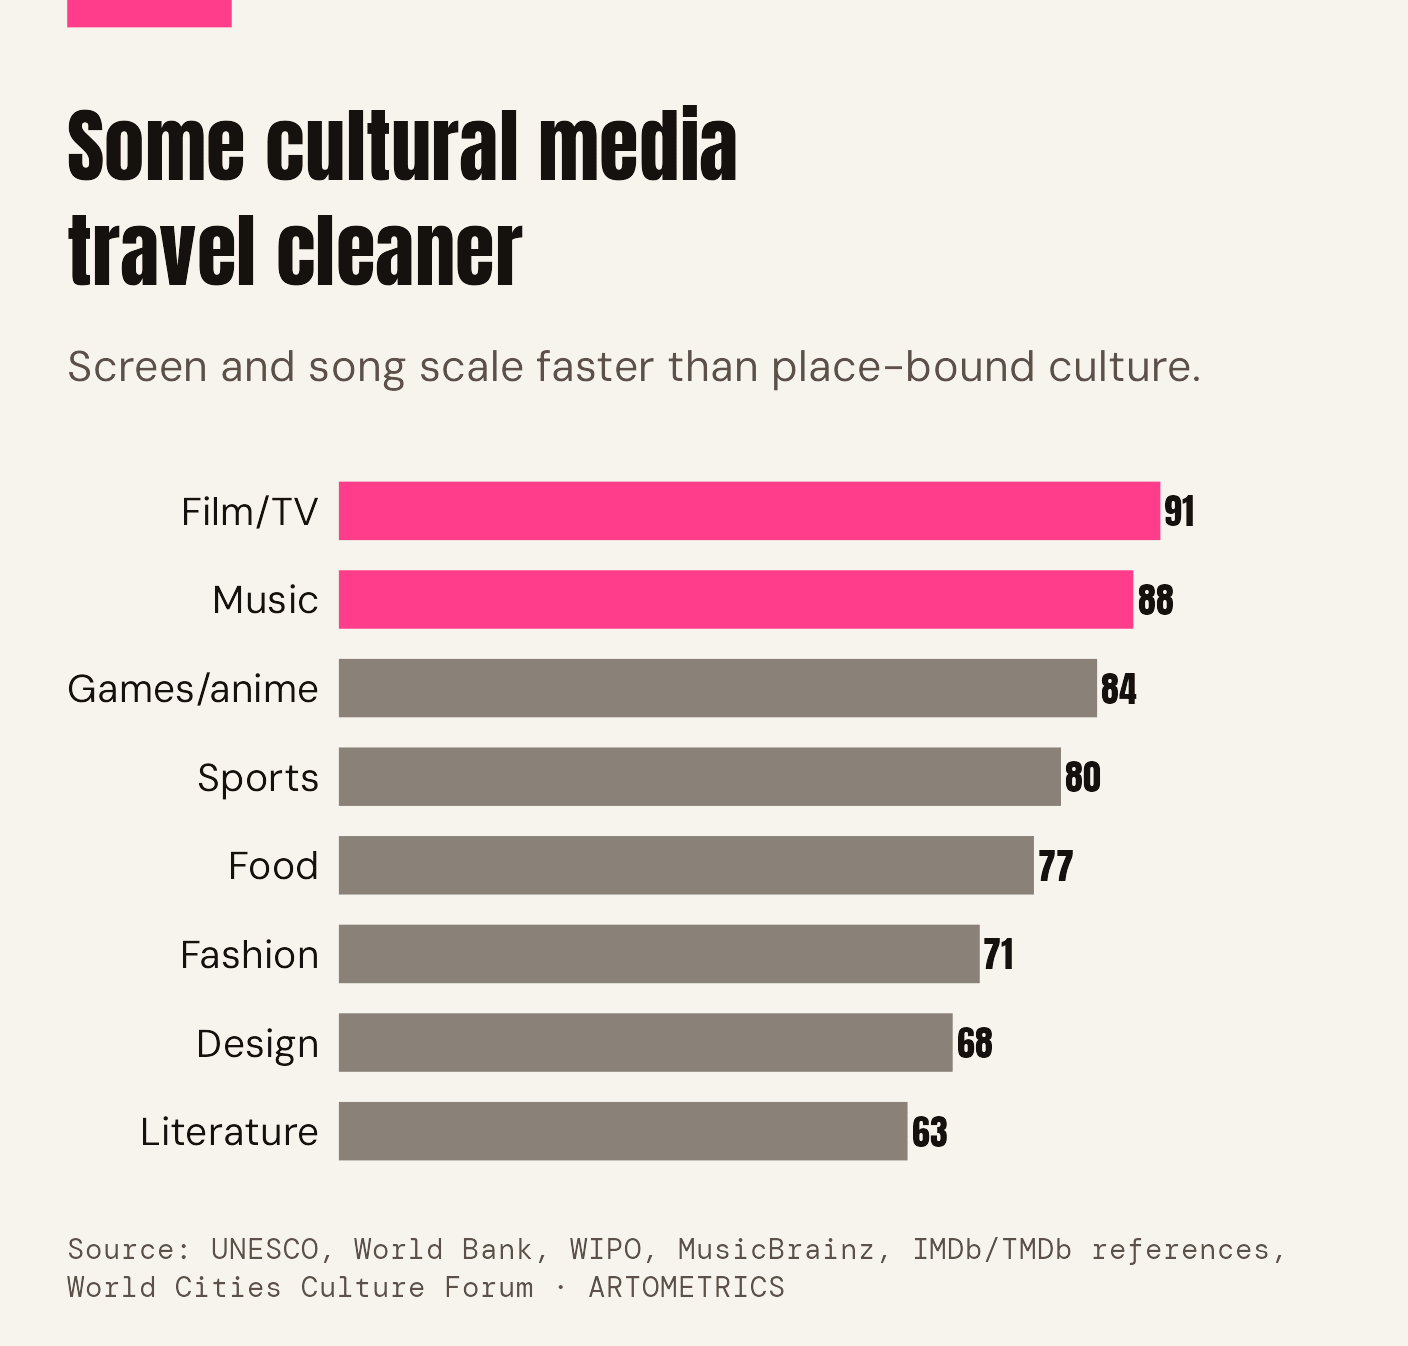 Some cultural media
travel cleaner
Screen and song scale faster than place-bound culture.
Film/TV 91
Music 88
Games/anime 84
Sports 80
Food 77
Fashion 71
Design 68
Literature 63
Source: UNESCO, World Bank, WIPO, MusicBrainz, IMDb/TMDb references,
World Cities Culture Forum · ARTOMETRICS